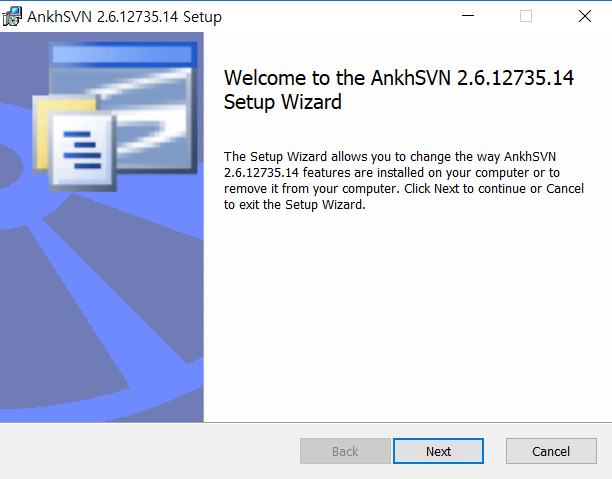 AnkhSVN 2.6.12735.14 Setup
Welcome to the AnkhSVN 2.6.12735.14
Setup Wizard
The Setup Wizard allows you to change the way AnkhSVN
2.6.12735.14 features are installed on your computer or to
remove it from your computer. Click Next to continue or Cancel
to exit the Setup Wizard.
Back
Next
Cancel